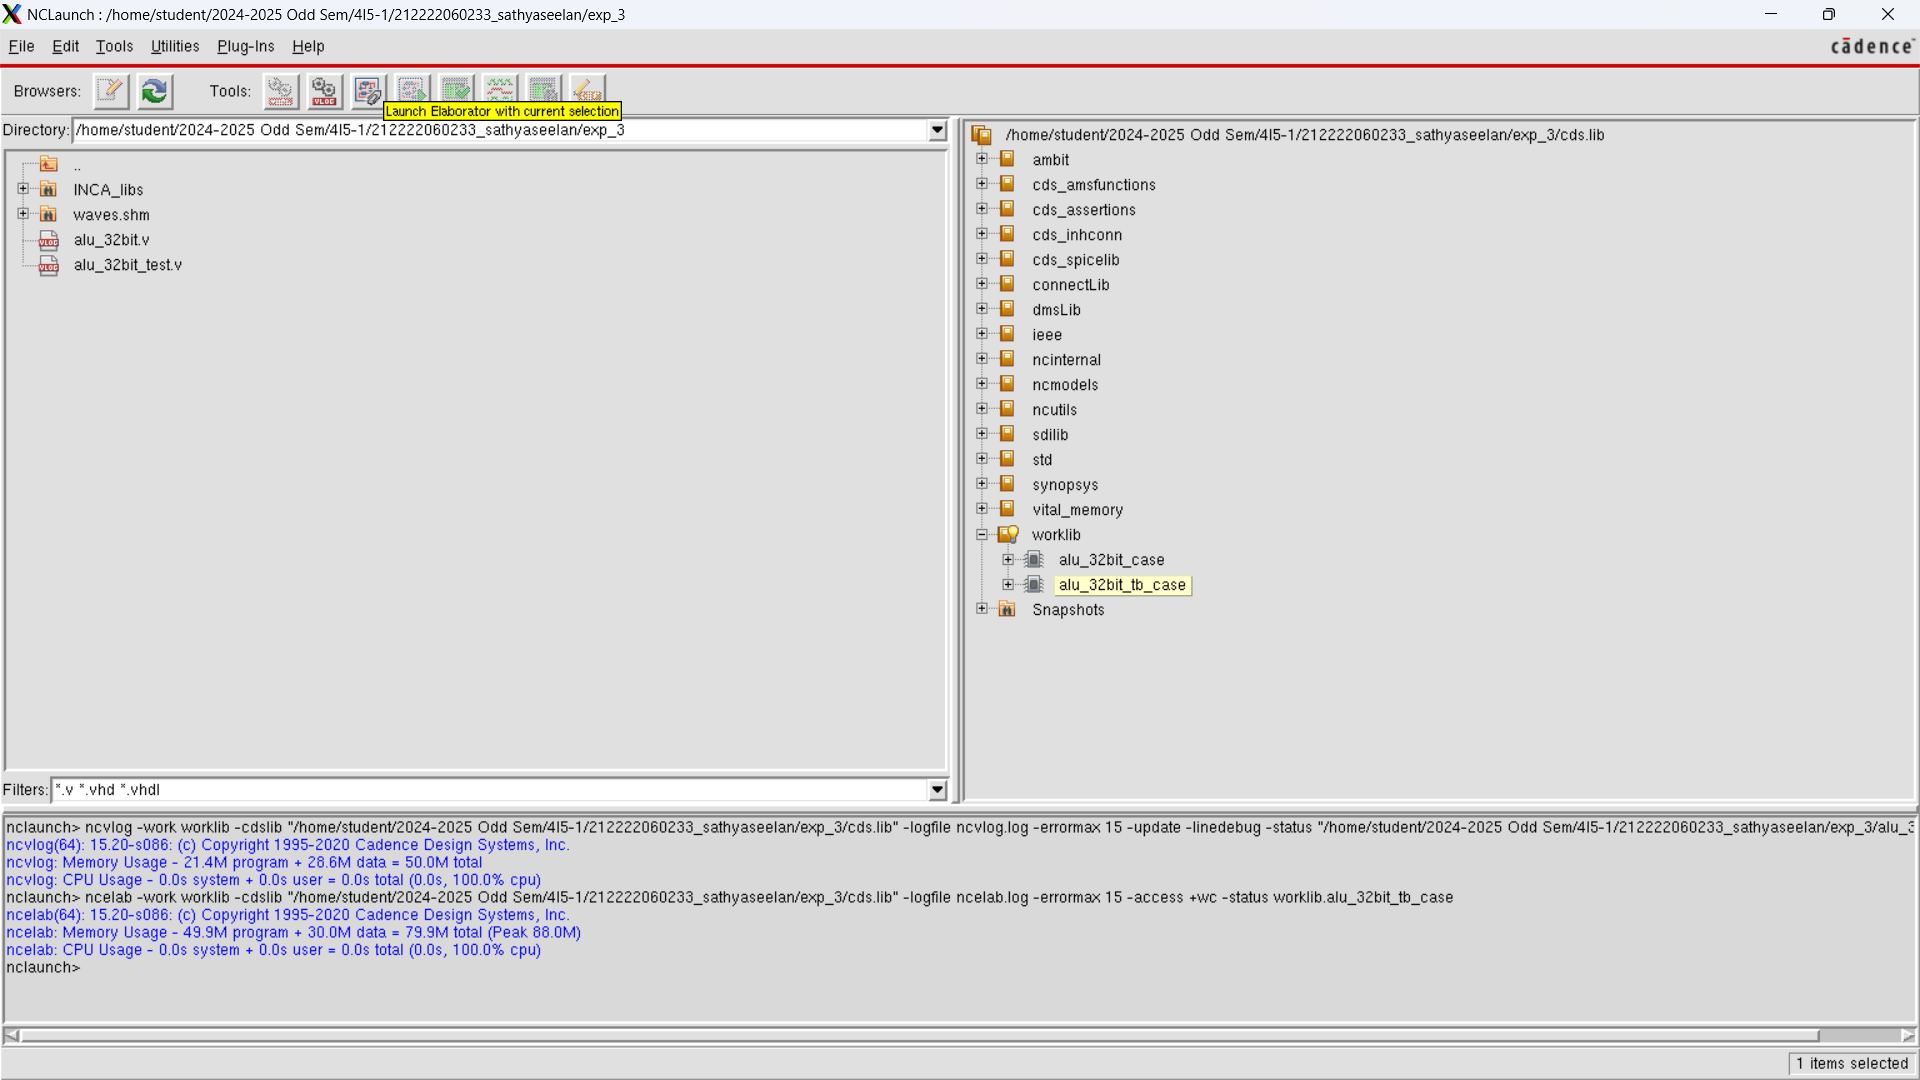 NCLaunch : /home/student/2024-2025 Odd Sem/4I5-1/212222060233_sathyaseelan/exp_3
File Edit Tools Utilities Plug-Ins Help
cādence
Browsers: Tools:
VLOG
Launch Elaborator with current selection
Directory: /home/student/2024-2025 Odd Sem/4I5-1/212222060233_sathyaseelan/exp_3
..
INCA_libs
waves.shm
VLOG alu_32bit.v
VLOG alu_32bit_test.v
Filters: *.v *.vhd *.vhdl
/home/student/2024-2025 Odd Sem/4I5-1/212222060233_sathyaseelan/exp_3/cds.lib
ambit
cds_amsfunctions
cds_assertions
cds_inhconn
cds_spicelib
connectLib
dmsLib
ieee
ncinternal
ncmodels
ncutils
sdilib
std
synopsys
vital_memory
worklib
alu_32bit_case
alu_32bit_tb_case
Snapshots
nclaunch> ncvlog -work worklib -cdslib "/home/student/2024-2025 Odd Sem/4I5-1/212222060233_sathyaseelan/exp_3/cds.lib" -logfile ncvlog.log -errormax 15 -update -linedebug -status "/home/student/2024-2025 Odd Sem/4I5-1/212222060233_sathyaseelan/exp_3/alu_3
ncvlog(64): 15.20-s086: (c) Copyright 1995-2020 Cadence Design Systems, Inc.
ncvlog: Memory Usage - 21.4M program + 28.6M data = 50.0M total
ncvlog: CPU Usage - 0.0s system + 0.0s user = 0.0s total (0.0s, 100.0% cpu)
nclaunch> ncelab -work worklib -cdslib "/home/student/2024-2025 Odd Sem/4I5-1/212222060233_sathyaseelan/exp_3/cds.lib" -logfile ncelab.log -errormax 15 -access +wc -status worklib.alu_32bit_tb_case
ncelab(64): 15.20-s086: (c) Copyright 1995-2020 Cadence Design Systems, Inc.
ncelab: Memory Usage - 49.9M program + 30.0M data = 79.9M total (Peak 88.0M)
ncelab: CPU Usage - 0.0s system + 0.0s user = 0.0s total (0.0s, 100.0% cpu)
nclaunch>
1 items selected